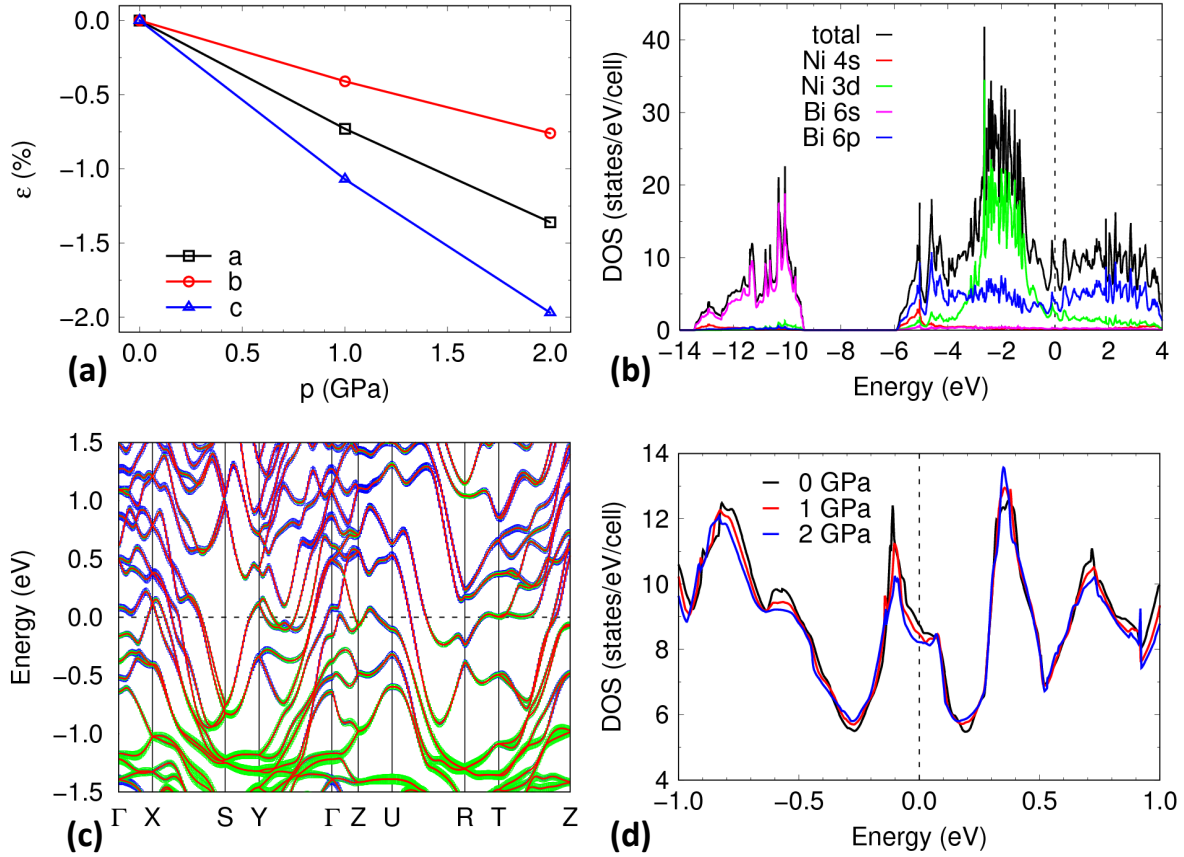 0.0
−0.5
−1.0
−1.5
−2.0
ε (%)
a
b
c
0.0 0.5 1.0 1.5 2.0
p (GPa)
(a)
40
30
20
10
0
DOS (states/eV/cell)
total
Ni 4s
Ni 3d
Bi 6s
Bi 6p
−14 −12 −10 −8 −6 −4 −2 0 2 4
Energy (eV)
(b)
1.5
1.0
0.5
0.0
−0.5
−1.0
−1.5
Energy (eV)
Γ X S Y Γ Z U R T Z
(c)
14
12
10
8
6
4
DOS (states/eV/cell)
0 GPa
1 GPa
2 GPa
−1.0 −0.5 0.0 0.5 1.0
Energy (eV)
(d)